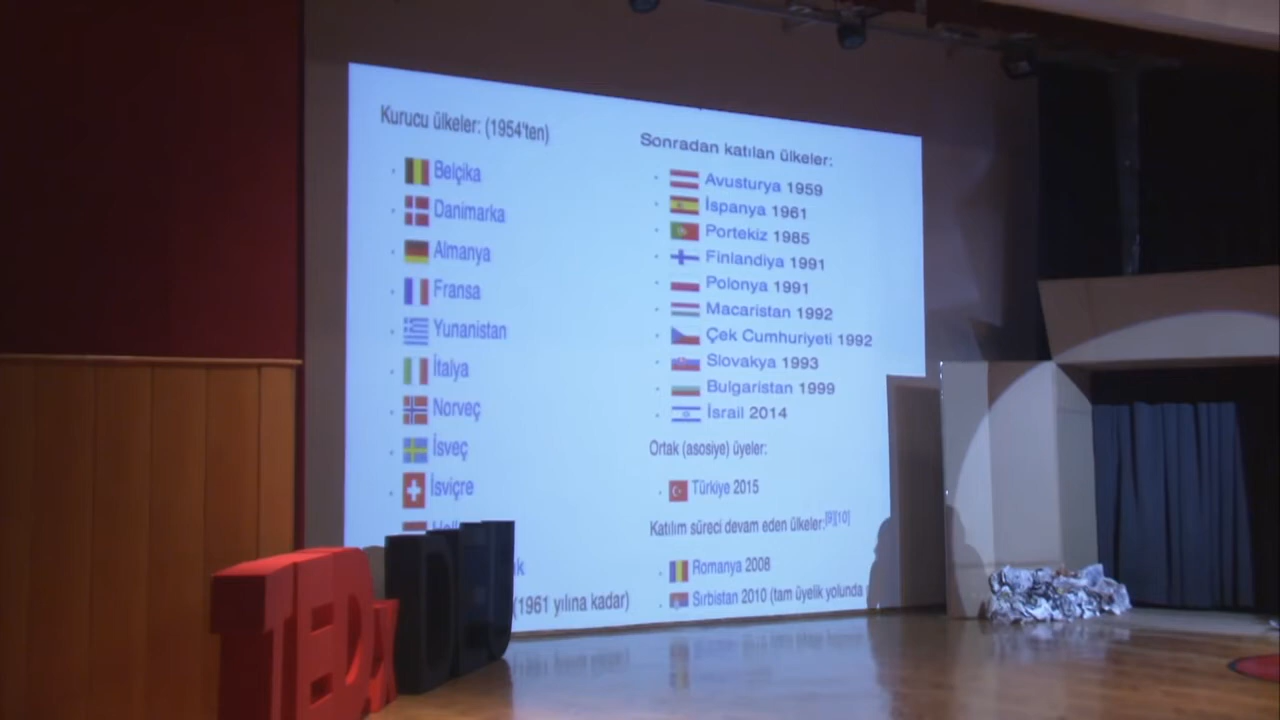 Kurucu ülkeler: (1954'ten)
Belçika
Danimarka
Almanya
Fransa
Yunanistan
İtalya
Norveç
İsveç
İsviçre
(1961 yılına kadar)
Sonradan katılan ülkeler:
Avusturya 1959
İspanya 1961
Portekiz 1985
Finlandiya 1991
Polonya 1991
Macaristan 1992
Çek Cumhuriyeti 1992
Slovakya 1993
Bulgaristan 1999
İsrail 2014
Ortak (asosiye) üyeler:
Türkiye 2015
Katılım süreci devam eden ülkeler:[9][10]
Romanya 2008
Sırbistan 2010 (tam üyelik yolunda
TEDx